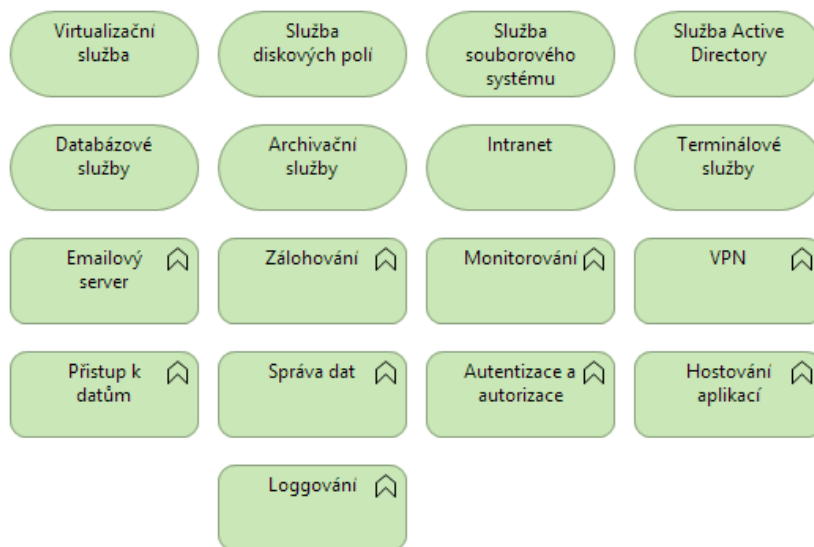 Virtualizační
služba
Služba
diskových polí
Služba
souborového
systému
Služba Active
Directory
Databázové
služby
Archivační
služby
Intranet
Terminálové
služby
Emailový
server
Zálohování
Monitorování
VPN
Přistup k
datům
Správa dat
Autentizace a
autorizace
Hostování
aplikací
Loggování